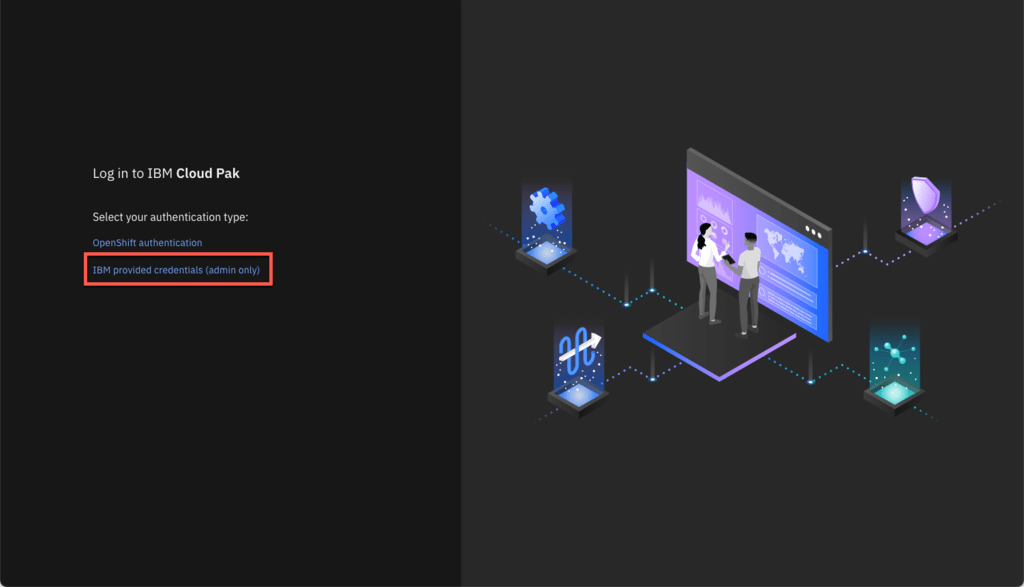 Log in to IBM Cloud Pak
Select your authentication type:
OpenShift authentication
IBM provided credentials (admin only)